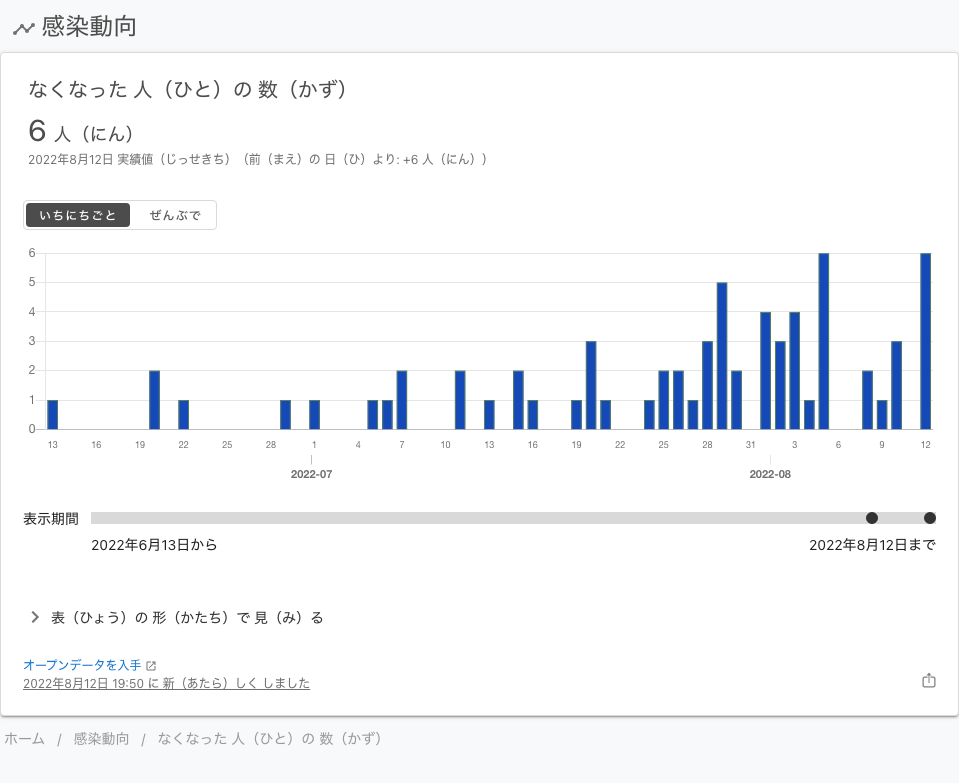 感染動向
なくなった 人（ひと）の 数（かず）
6 人（にん）
2022年8月12日 実績値（じっせきち）（前（まえ）の 日（ひ）より: +6 人（にん））
いちにちごと ぜんぶで
6
5
4
3
2
1
0
13 16 19 22 25 28 1 4 7 10 13 16 19 22 25 28 31 3 6 9 12
2022-07 2022-08
表示期間
2022年6月13日から 2022年8月12日まで
表（ひょう）の 形（かたち）で 見（み）る
オープンデータを入手
2022年8月12日 19:50 に 新（あたら）しく しました
ホーム / 感染動向 / なくなった 人（ひと）の 数（かず）